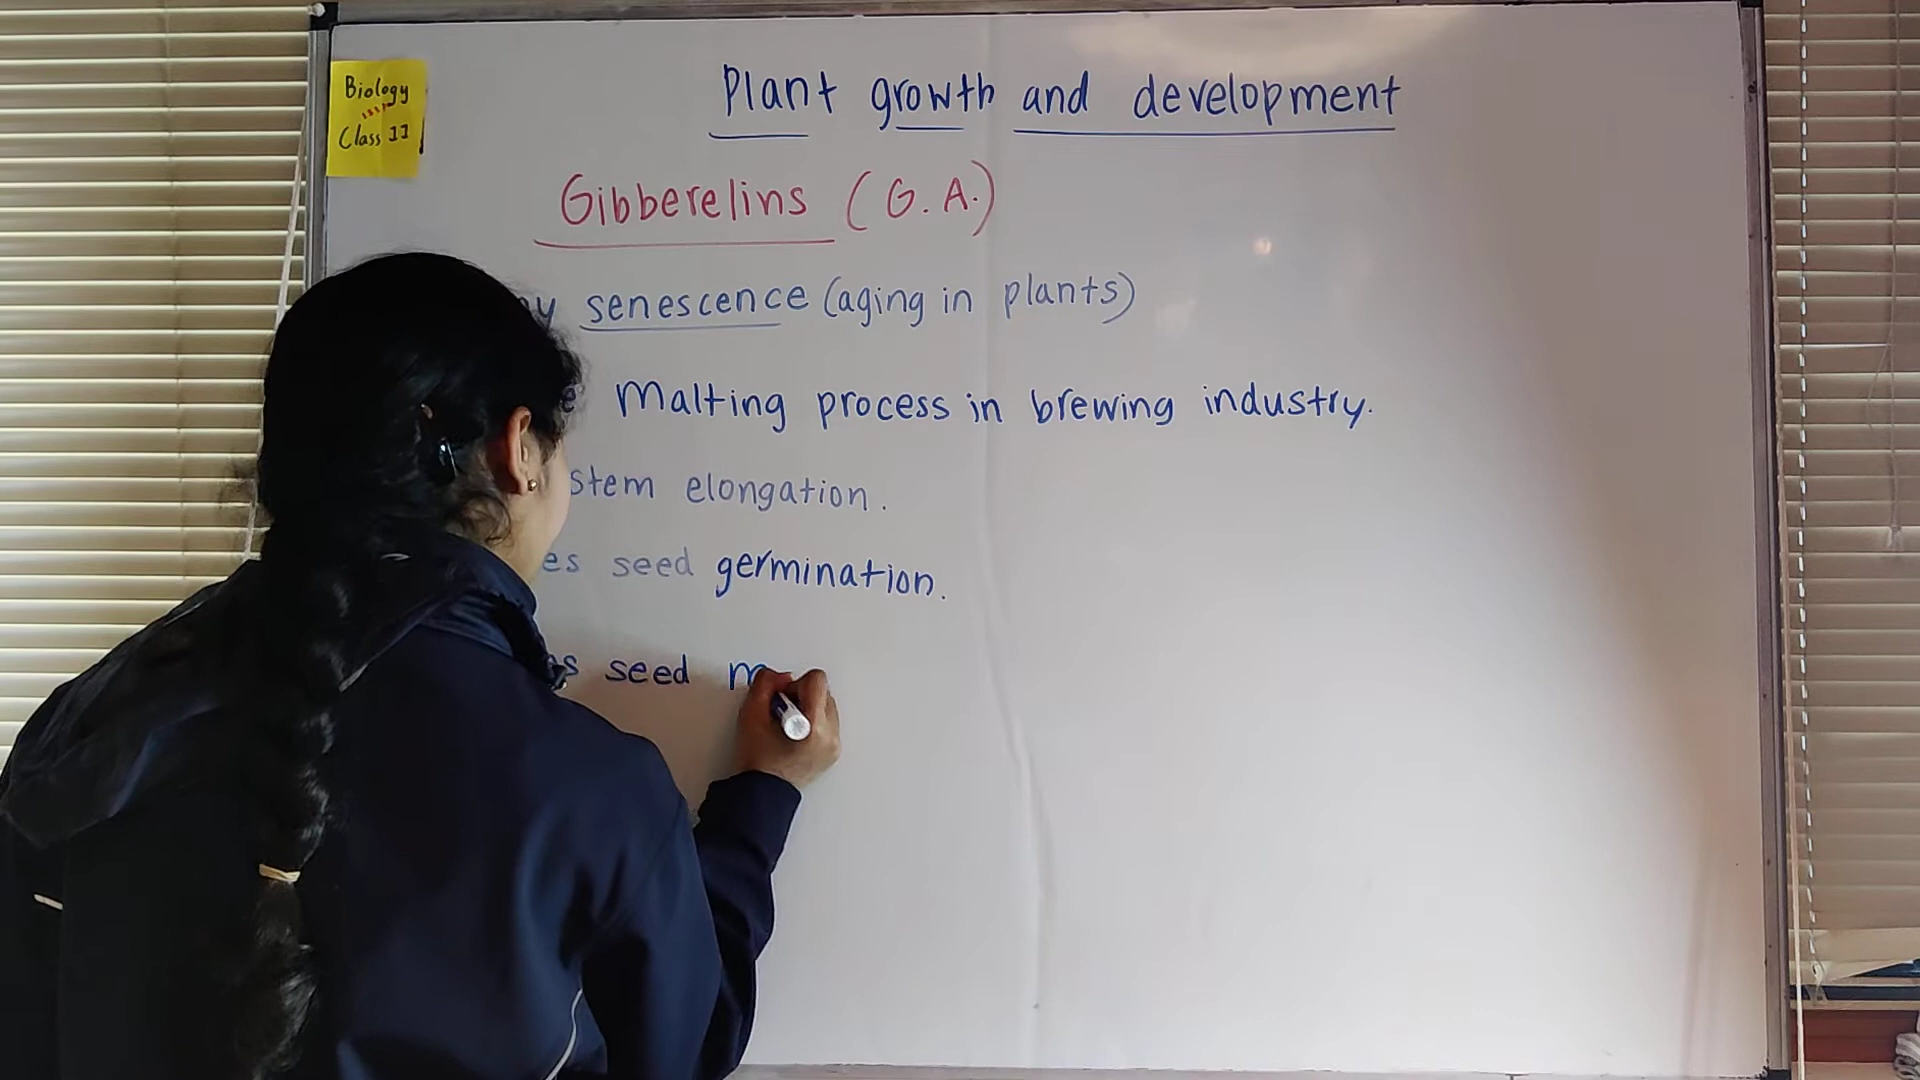 Biology
Class 11
Plant growth and development
Gibberelins (G.A.)
senescence (aging in plants)
Malting process in brewing industry.
stem elongation.
seed germination.
seed